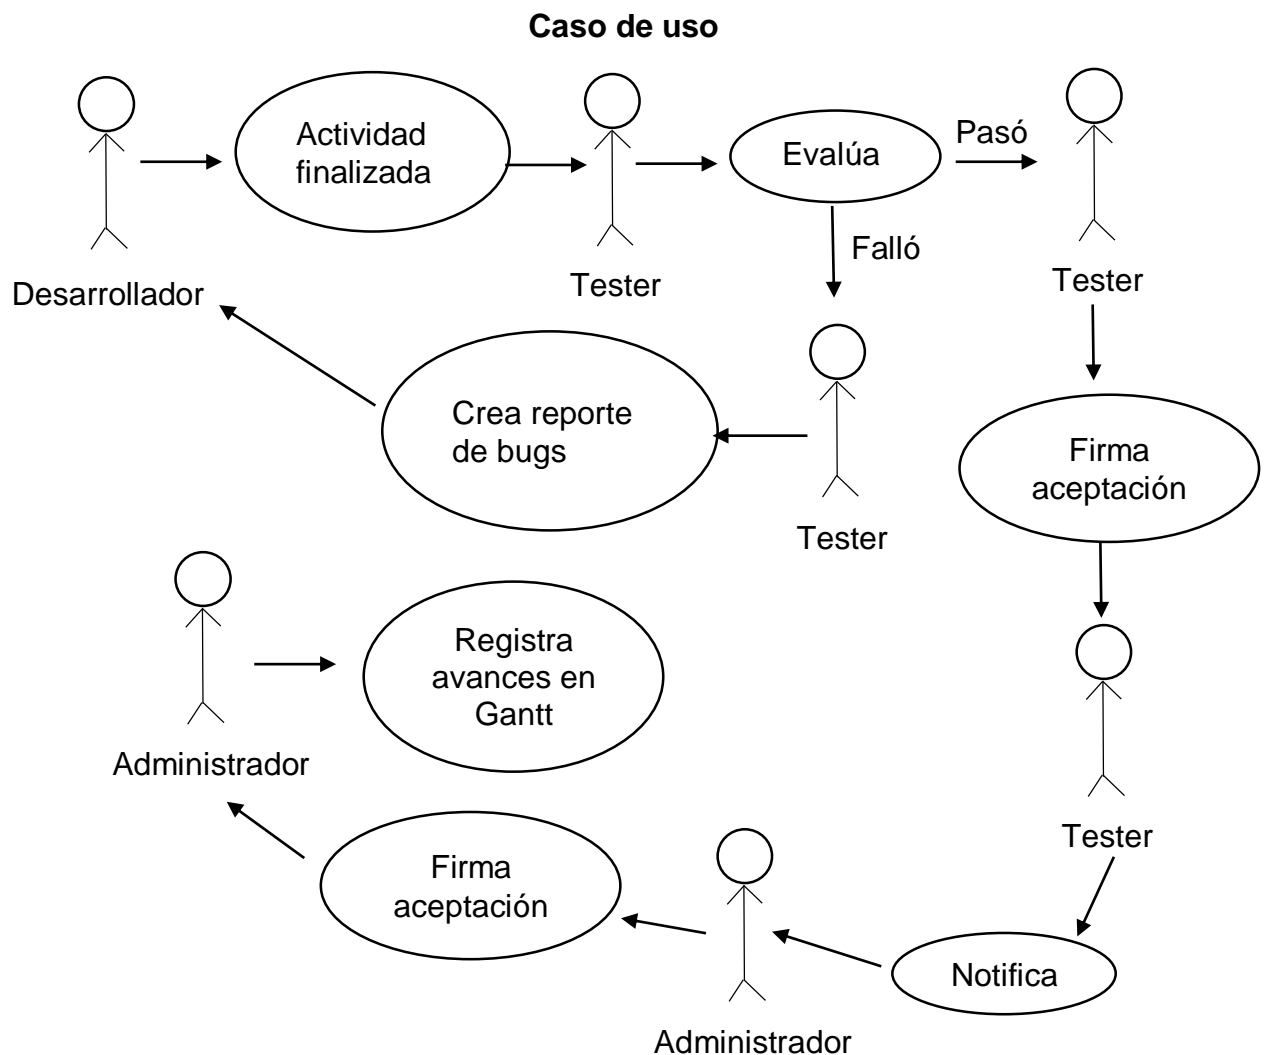 Caso de uso
Actividad
finalizada
Evalúa
Pasó
Falló
Desarrollador
Tester
Tester
Crea reporte
de bugs
Tester
Firma
aceptación
Registra
avances en
Gantt
Administrador
Tester
Firma
aceptación
Notifica
Administrador